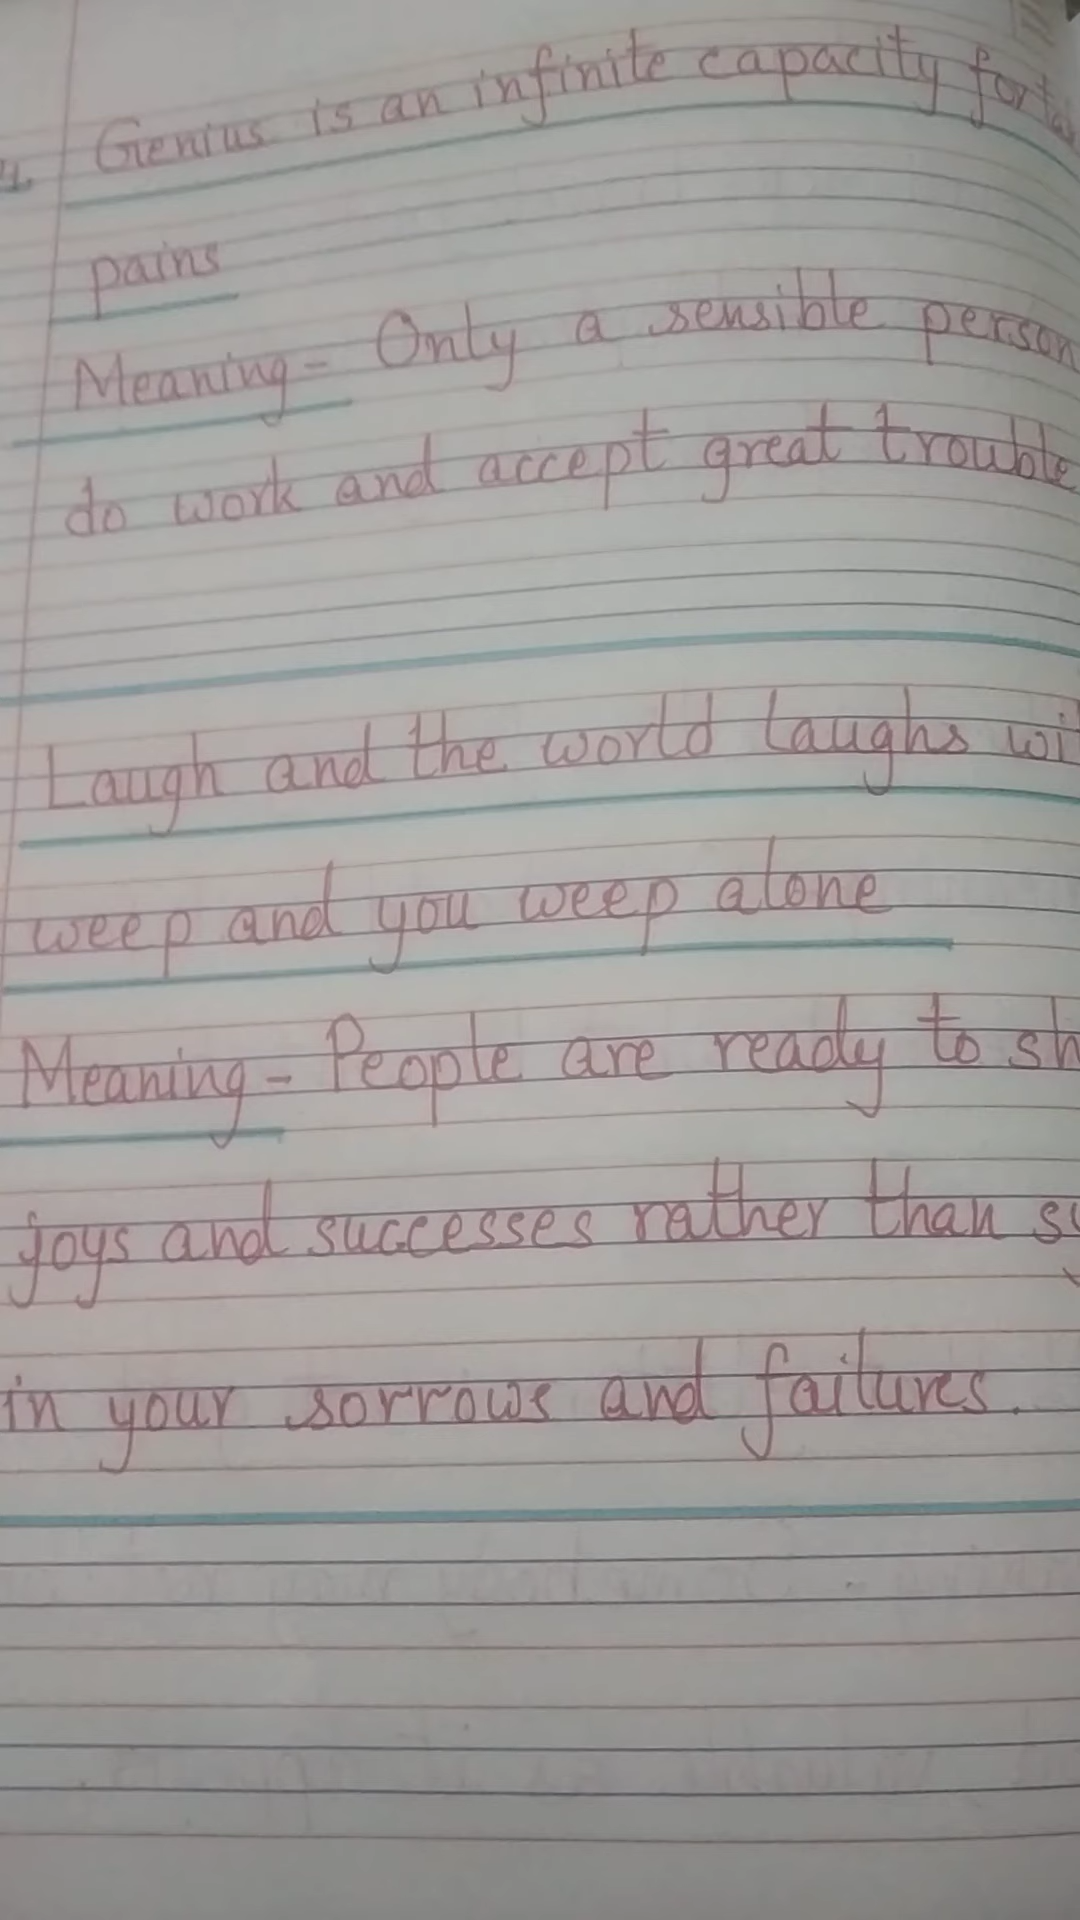 Genius is an infinite capacity for
pains
Meaning - Only a sensible person
do work and accept great trouble
Laugh and the world laughs wi
weep and you weep alone
Meaning - People are ready to sh
joys and successes rather than
in your sorrows and failures.